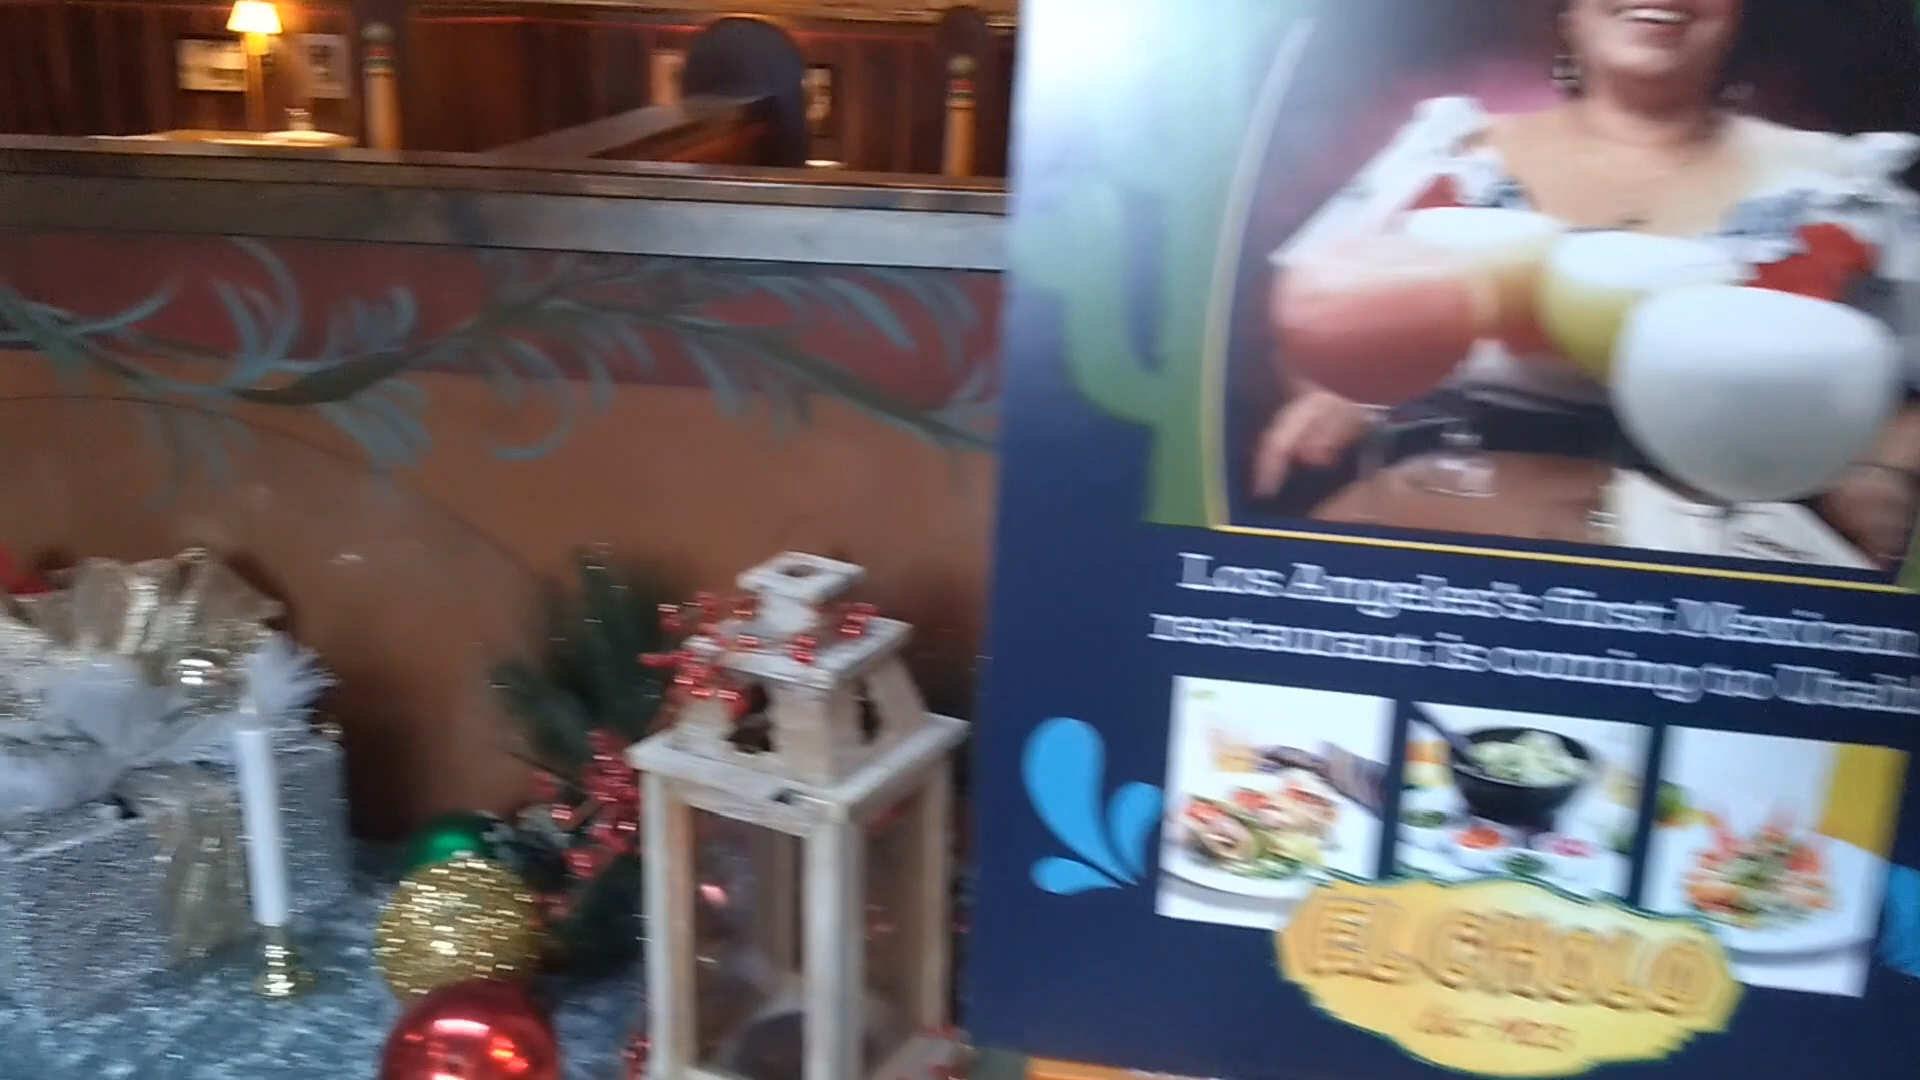 Los Angeles's first Mexican
restaurant is coming to Utah
EL CHOLO